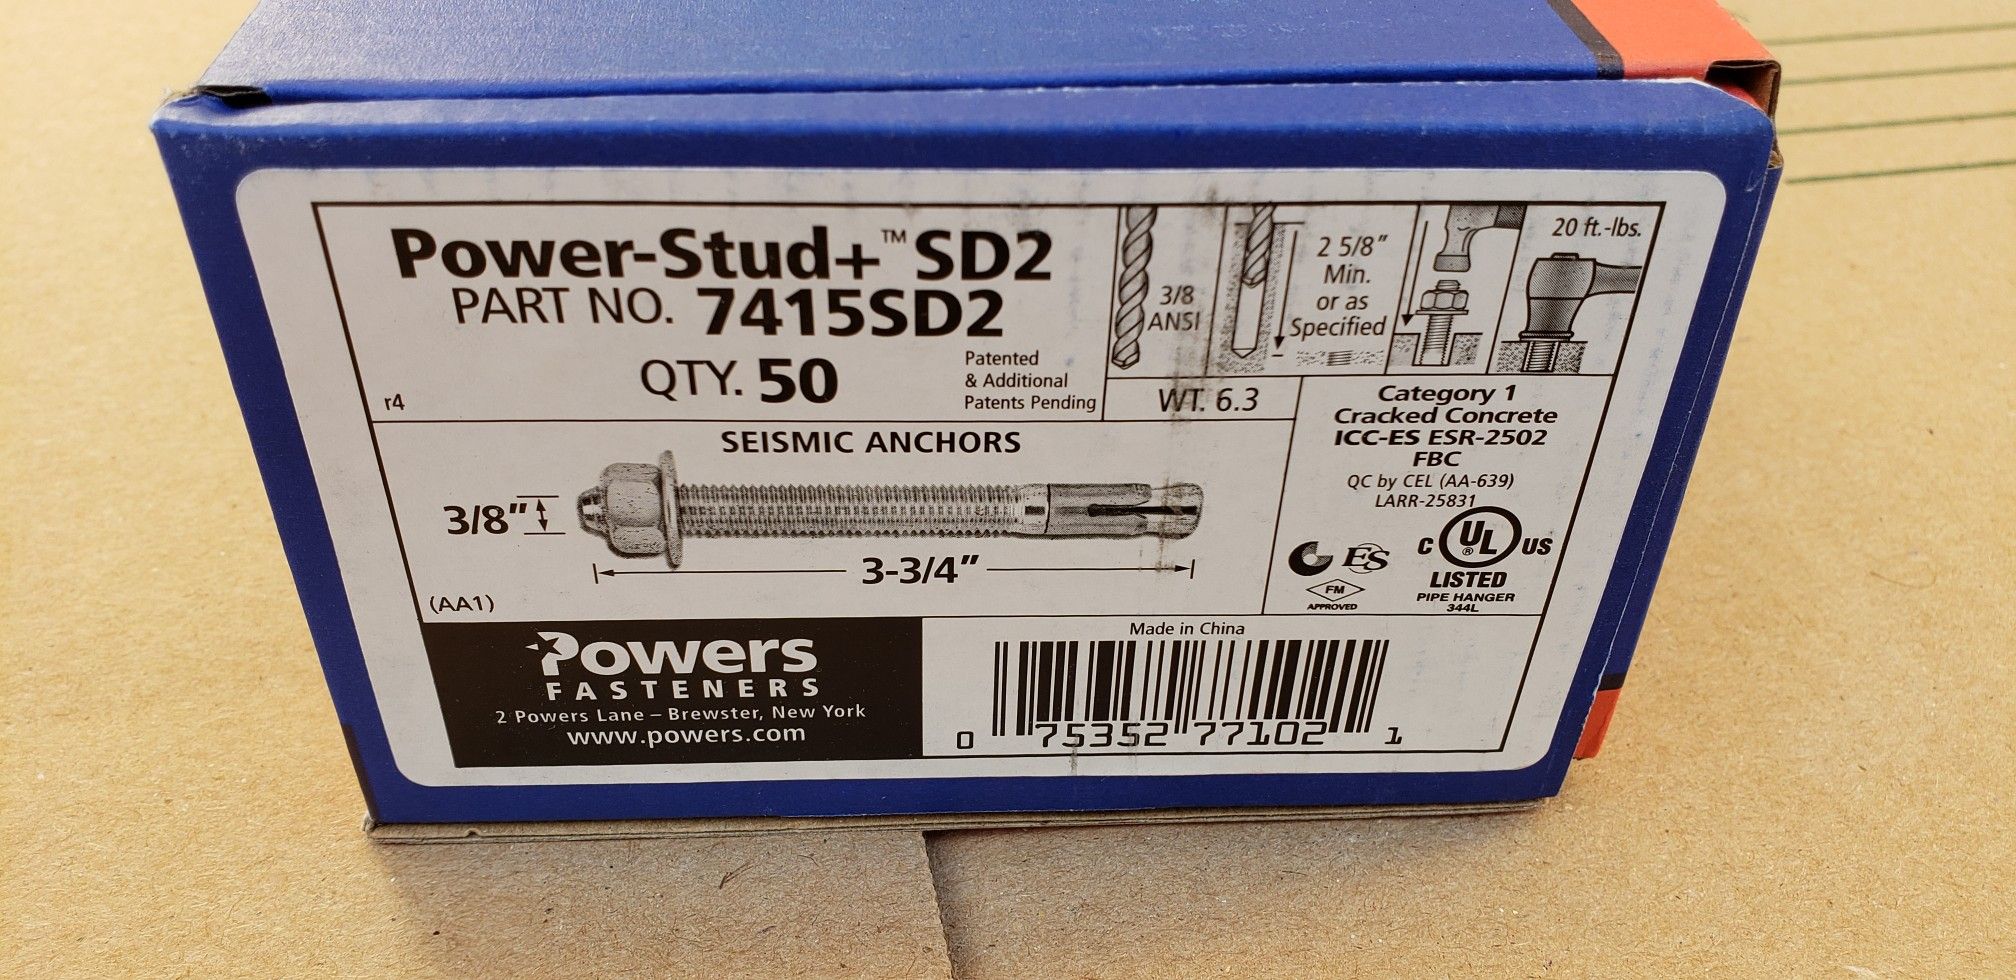 Power-Stud+™ SD2
PART NO. 7415SD2
QTY. 50
r4
Patented
& Additional
Patents Pending
3/8
ANSI
2 5/8"
Min.
or as
Specified
20 ft.-lbs.
WT. 6.3
SEISMIC ANCHORS
3/8"
3-3/4"
(AA1)
Category 1
Cracked Concrete
ICC-ES ESR-2502
FBC
QC by CEL (AA-639)
LARR-25831
ES
FM
APPROVED
C UL® US
LISTED
PIPE HANGER
344L
Powers
FASTENERS
2 Powers Lane – Brewster, New York
www.powers.com
Made in China
0 75352 77102 1